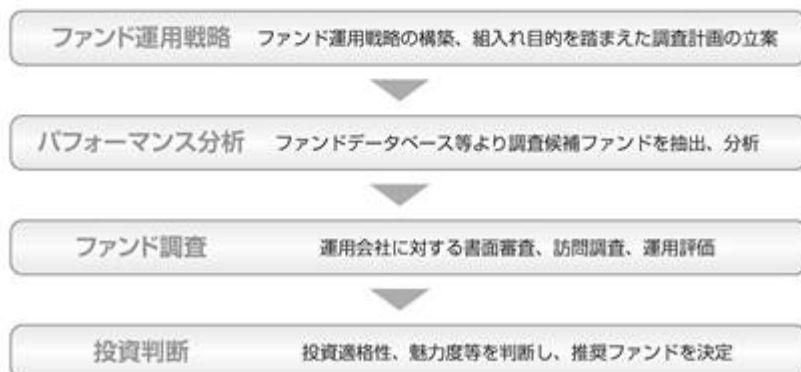 ファンド運用戦略 ファンド運用戦略の構築、組入れ目的を踏まえた調査計画の立案
パフォーマンス分析 ファンドデータベース等より調査候補ファンドを抽出、分析
ファンド調査 運用会社に対する書面審査、訪問調査、運用評価
投資判断 投資適格性、魅力度等を判断し、推奨ファンドを決定